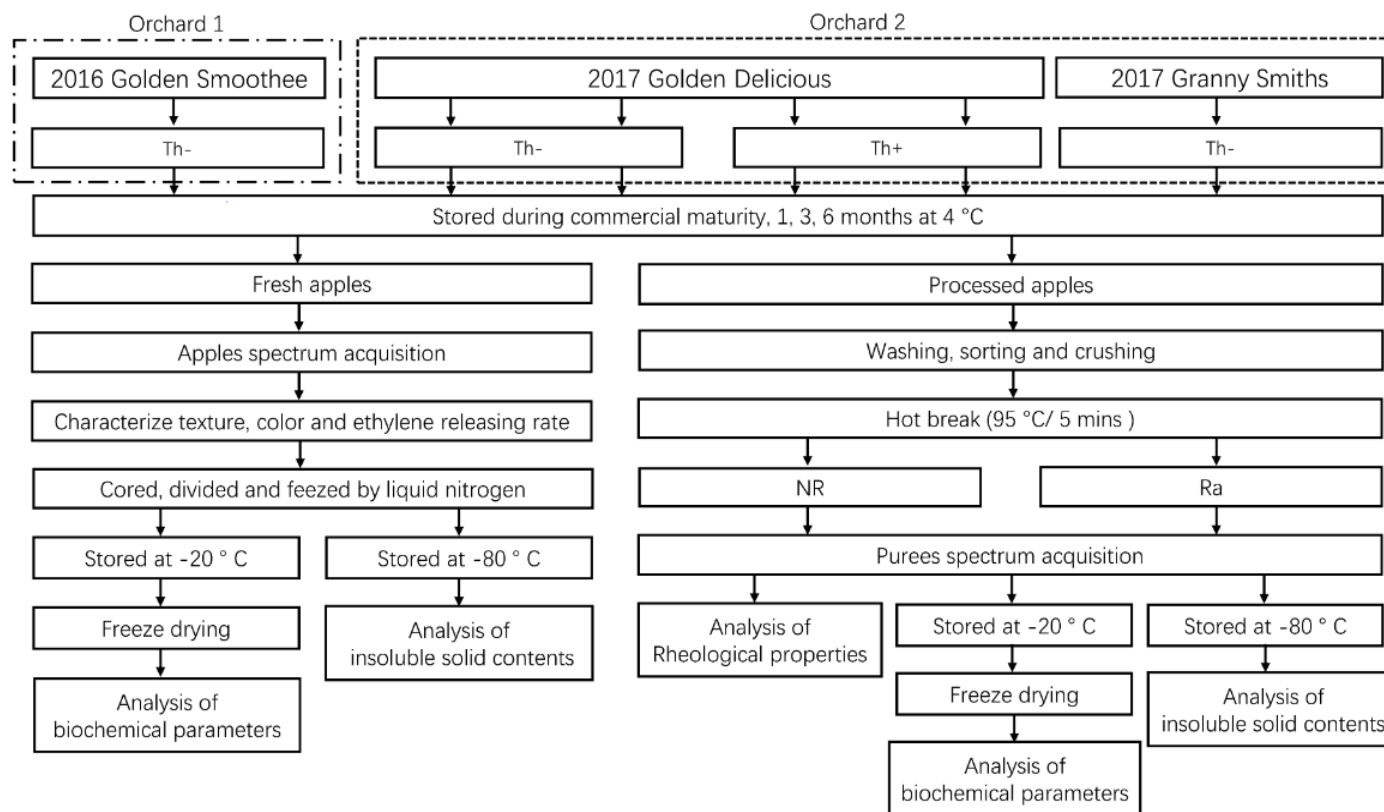 Orchard 1
Orchard 2
2016 Golden Smoothee
2017 Golden Delicious
2017 Granny Smiths
Th-
Th-
Th+
Th-
Stored during commercial maturity, 1, 3, 6 months at 4 °C
Fresh apples
Processed apples
Apples spectrum acquisition
Washing, sorting and crushing
Characterize texture, color and ethylene releasing rate
Hot break (95 °C/ 5 mins )
Cored, divided and feezed by liquid nitrogen
NR
Ra
Stored at -20 ° C
Stored at -80 ° C
Purees spectrum acquisition
Freeze drying
Analysis of
insoluble solid contents
Analysis of
Rheological properties
Stored at -20 ° C
Stored at -80 ° C
Analysis of
biochemical parameters
Freeze drying
Analysis of
insoluble solid contents
Analysis of
biochemical parameters